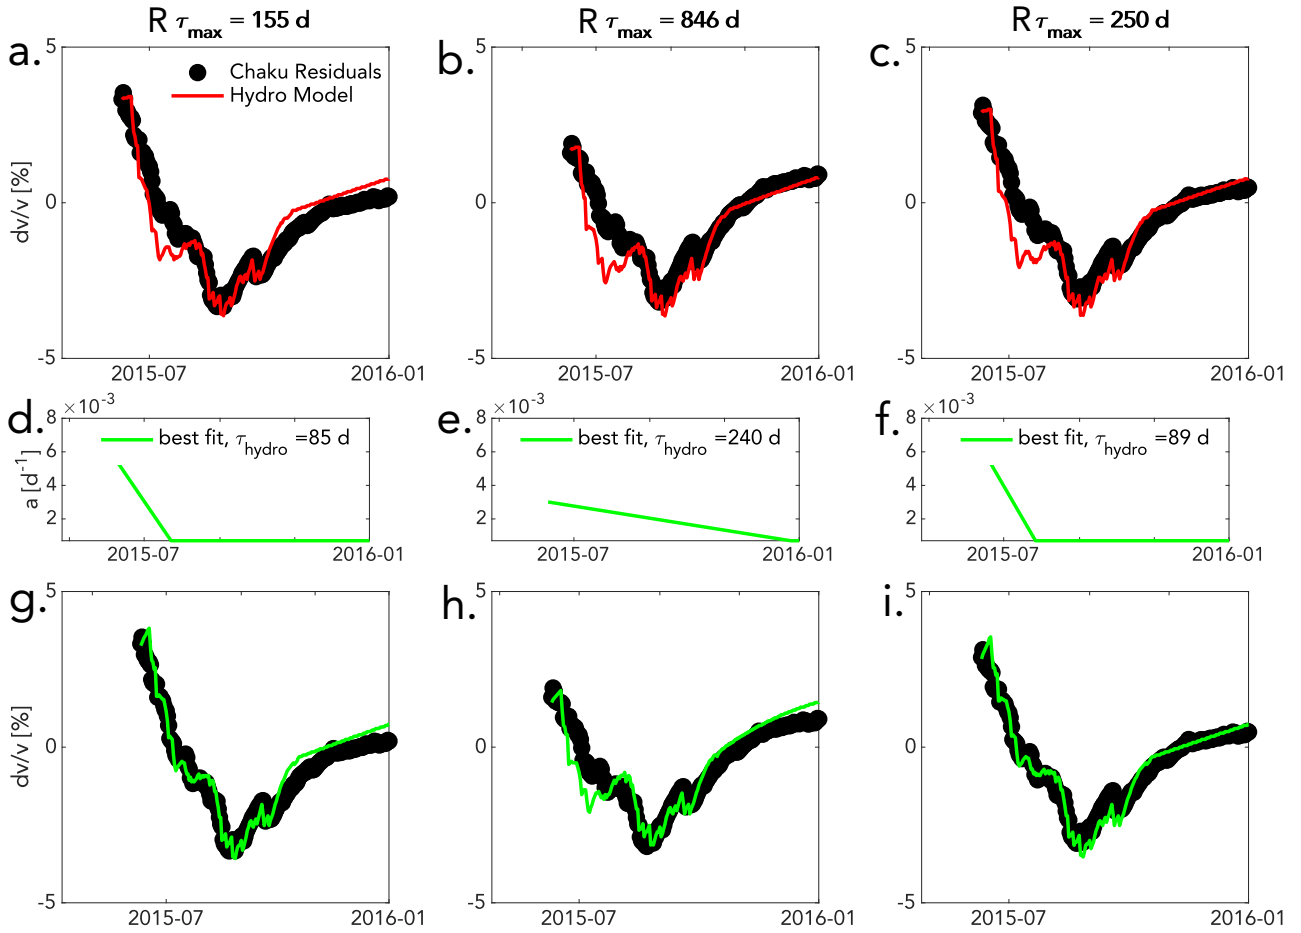 R τmax = 155 d
R τmax = 846 d
R τmax = 250 d
a.
5
0
-5
dv/v [%]
Chaku Residuals
Hydro Model
2015-07
2016-01
b.
5
0
-5
2015-07
2016-01
c.
5
0
-5
2015-07
2016-01
d.
×10-3
8
6
4
2
a [d-1]
best fit, τhydro =85 d
2015-07
2016-01
e.
×10-3
8
6
4
2
best fit, τhydro =240 d
2015-07
2016-01
f.
×10-3
8
6
4
2
best fit, τhydro =89 d
2015-07
2016-01
g.
5
0
-5
dv/v [%]
2015-07
2016-01
h.
5
0
-5
2015-07
2016-01
i.
5
0
-5
2015-07
2016-01